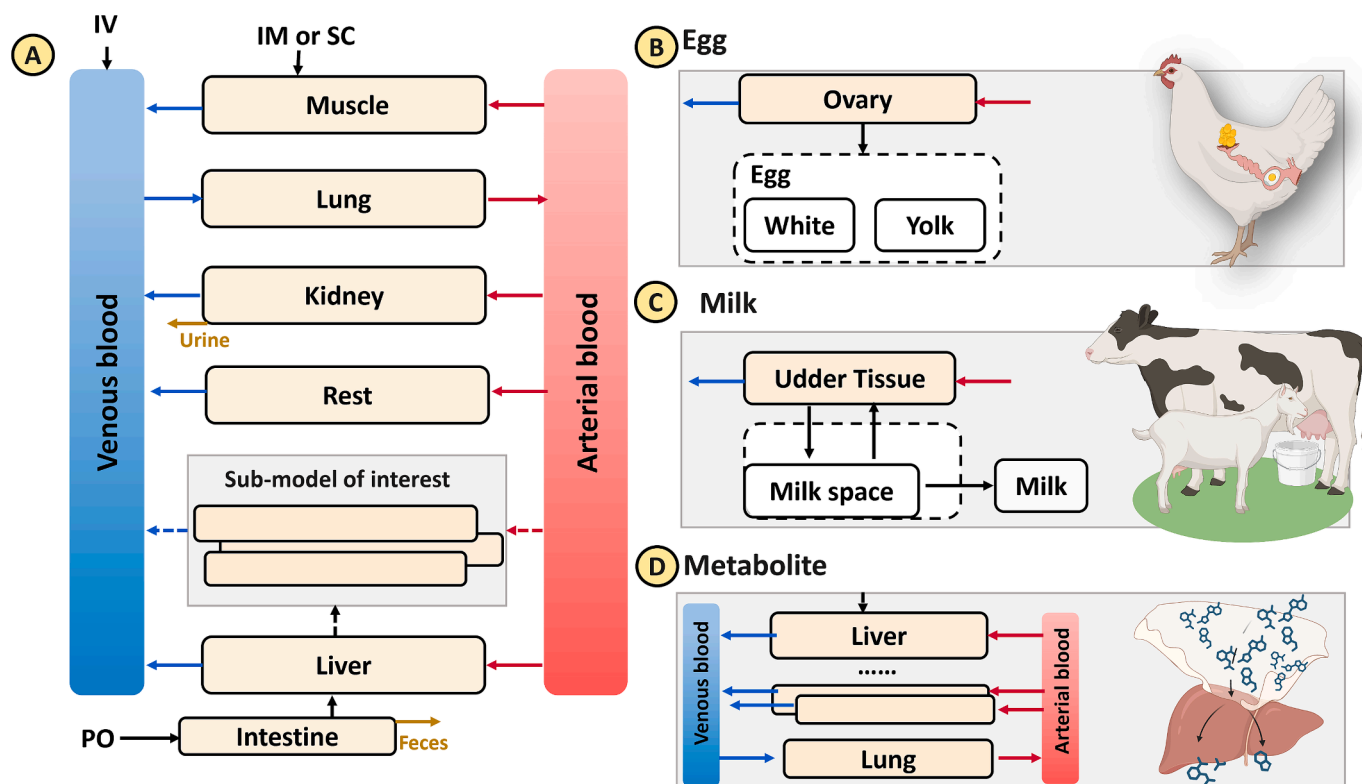 A
IV
IM or SC
Venous blood
Arterial blood
Muscle
Lung
Kidney
Urine
Rest
Sub-model of interest
Liver
PO
Intestine
Feces
B
Egg
Ovary
Egg
White
Yolk
C
Milk
Udder Tissue
Milk space
Milk
D
Metabolite
Venous blood
Arterial blood
Liver
......
Lung